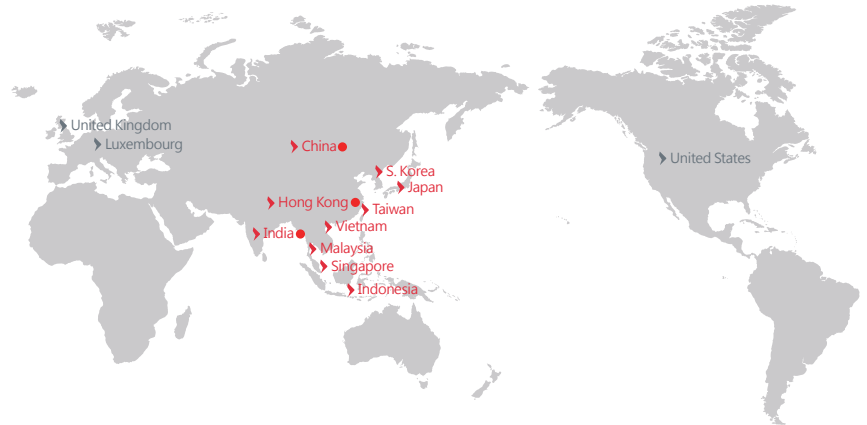 United Kingdom
Luxembourg
China
United States
S. Korea
Japan
Hong Kong
Taiwan
Vietnam
India
Malaysia
Singapore
Indonesia